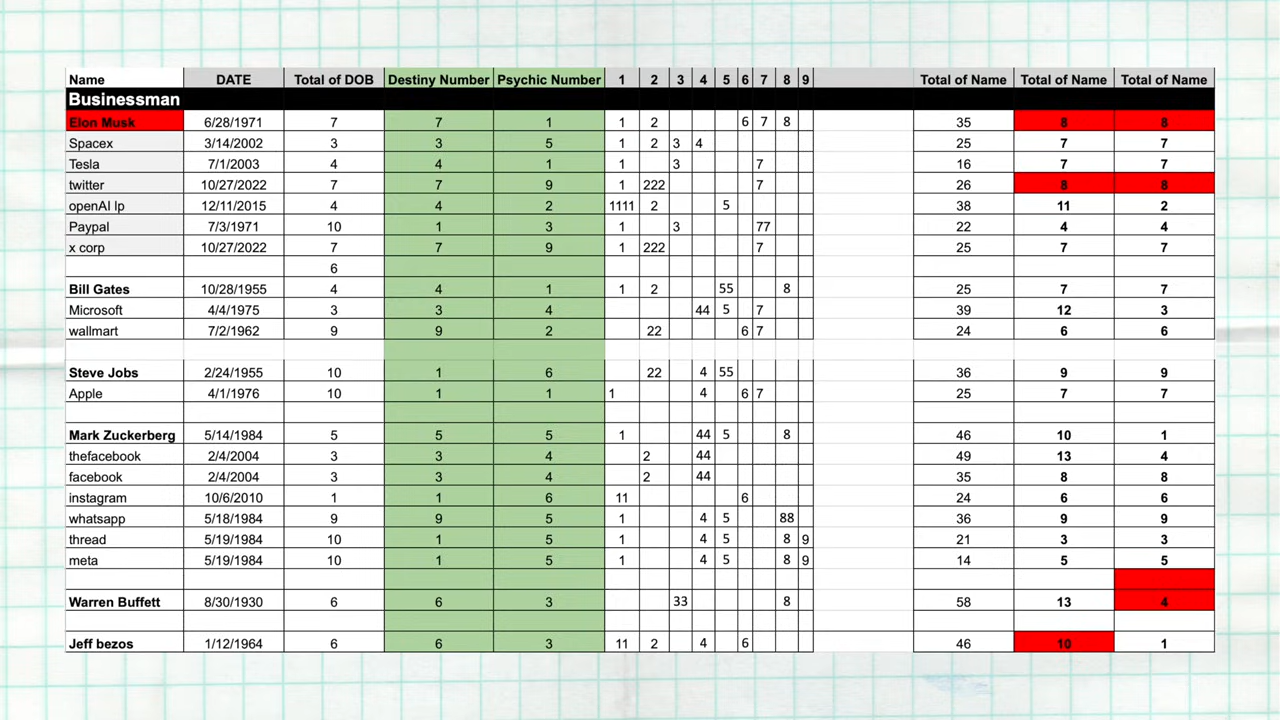 Name DATE Total of DOB Destiny Number Psychic Number 1 2 3 4 5 6 7 8 9 Total of Name Total of Name Total of Name
Businessman
Elon Musk 6/28/1971 7 7 1 1 2 6 7 8 35 8 8
Spacex 3/14/2002 3 3 5 1 2 3 4 25 7 7
Tesla 7/1/2003 4 4 1 1 3 7 16 7 7
twitter 10/27/2022 7 7 9 1 222 7 26 8 8
openAI lp 12/11/2015 4 4 2 1111 2 5 38 11 2
Paypal 7/3/1971 10 1 3 1 3 77 22 4 4
x corp 10/27/2022 7 7 9 1 222 7 25 7 7
6
Bill Gates 10/28/1955 4 4 1 1 2 55 8 25 7 7
Microsoft 4/4/1975 3 3 4 44 5 7 39 12 3
wallmart 7/2/1962 9 9 2 22 6 7 24 6 6
Steve Jobs 2/24/1955 10 1 6 22 4 55 36 9 9
Apple 4/1/1976 10 1 1 1 4 6 7 25 7 7
Mark Zuckerberg 5/14/1984 5 5 5 1 44 5 8 46 10 1
thefacebook 2/4/2004 3 3 4 2 44 49 13 4
facebook 2/4/2004 3 3 4 2 44 35 8 8
instagram 10/6/2010 1 1 6 11 6 24 6 6
whatsapp 5/18/1984 9 9 5 1 4 5 88 36 9 9
thread 5/19/1984 10 1 5 1 4 5 8 9 21 3 3
meta 5/19/1984 10 1 5 1 4 5 8 9 14 5 5
Warren Buffett 8/30/1930 6 6 3 33 8 58 13 4
Jeff bezos 1/12/1964 6 6 3 11 2 4 6 46 10 1